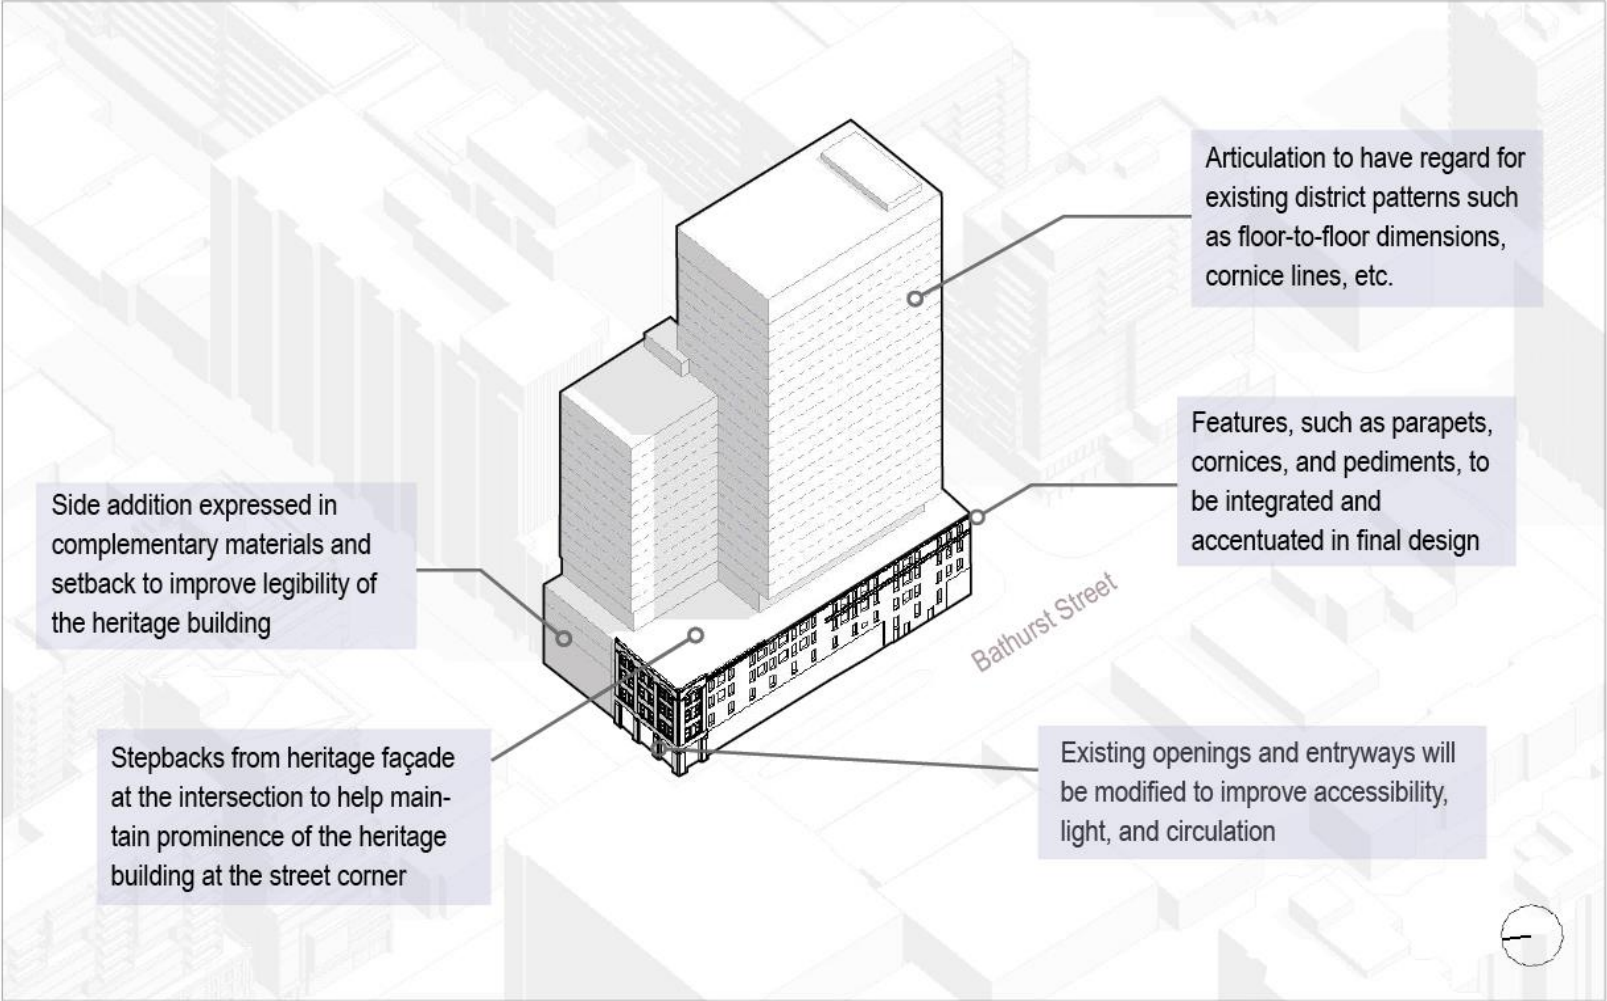 Articulation to have regard for
existing district patterns such
as floor-to-floor dimensions,
cornice lines, etc.
Features, such as parapets,
cornices, and pediments, to
be integrated and
accentuated in final design
Side addition expressed in
complementary materials and
setback to improve legibility of
the heritage building
Bathurst Street
Stepbacks from heritage façade
at the intersection to help main-
tain prominence of the heritage
building at the street corner
Existing openings and entryways will
be modified to improve accessibility,
light, and circulation